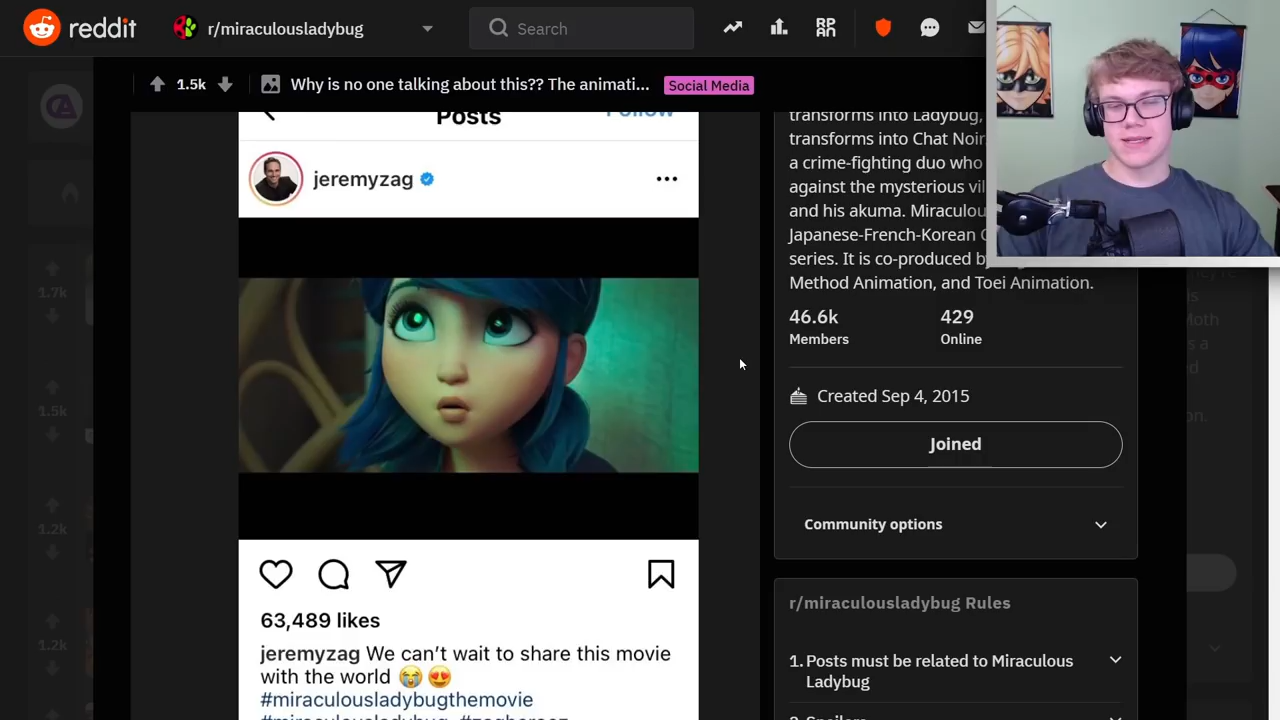 reddit
r/miraculousladybug
Search
1.5k
Why is no one talking about this?? The animati...
Social Media
Posts
Follow
jeremyzag
63,489 likes
jeremyzag We can't wait to share this movie
with the world 😭 😍
#miraculousladybugthemovie
#miraculousladybug #zagheroez
transforms into Ladybug,
transforms into Chat Noir
a crime-fighting duo who
against the mysterious vil
and his akuma. Miraculou
Japanese-French-Korean
series. It is co-produced by
Method Animation, and Toei Animation.
46.6k
Members
429
Online
Created Sep 4, 2015
Joined
Community options
r/miraculousladybug Rules
1. Posts must be related to Miraculous
Ladybug
1.7k
1.5k
1.2k
1.2k